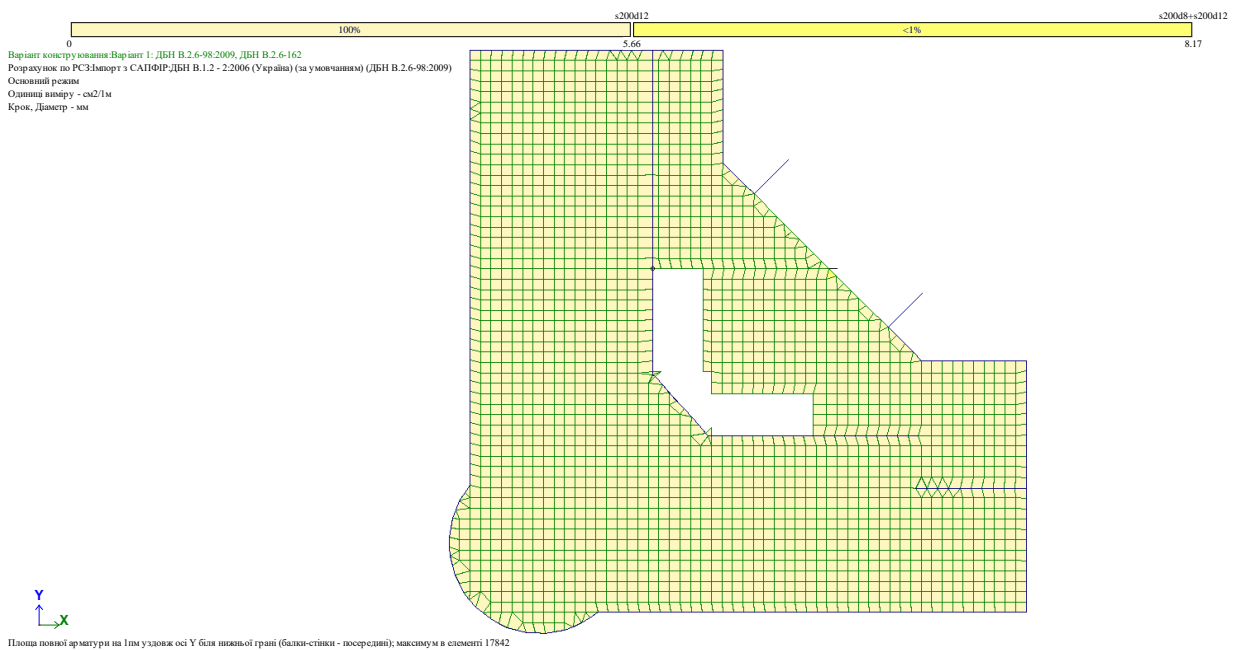 s200d12 s200d8+s200d12
100% <1%
0 5.66 8.17
Варіант конструювання:Варіант 1: ДБН В.2.6-98:2009, ДБН В.2.6-162
Розрахунок по РСЗ:Імпорт з САПФІР:ДБН В.1.2 - 2:2006 (Україна) (за умовчанням) (ДБН В.2.6-98:2009)
Основний режим
Одиниці виміру - см2/1м
Крок, Діаметр - мм
Y
X
Площа повної арматури на 1пм уздовж осі Y біля нижньої грані (балки-стінки - посередині); максимум в елементі 17842